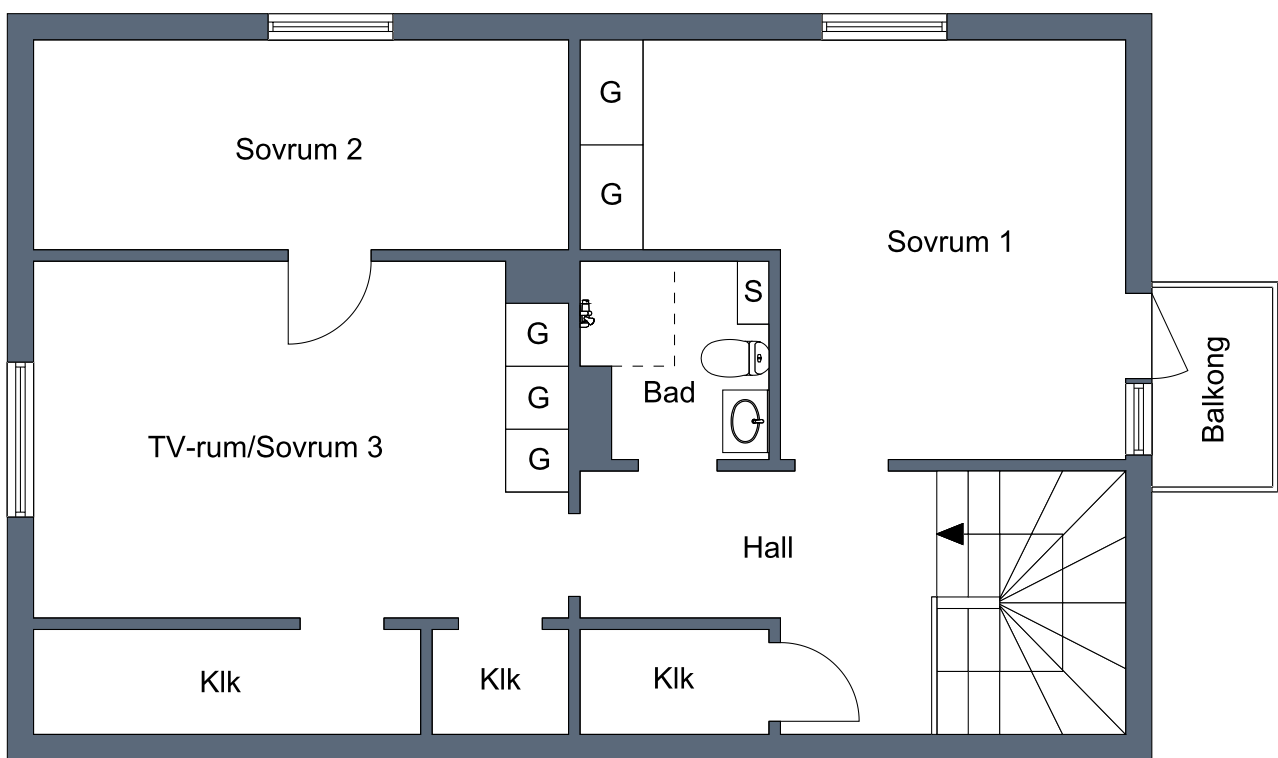 G
Sovrum 2
G
Sovrum 1
S
G
Balkong
G
Bad
TV-rum/Sovrum 3
G
Hall
Klk
Klk
Klk